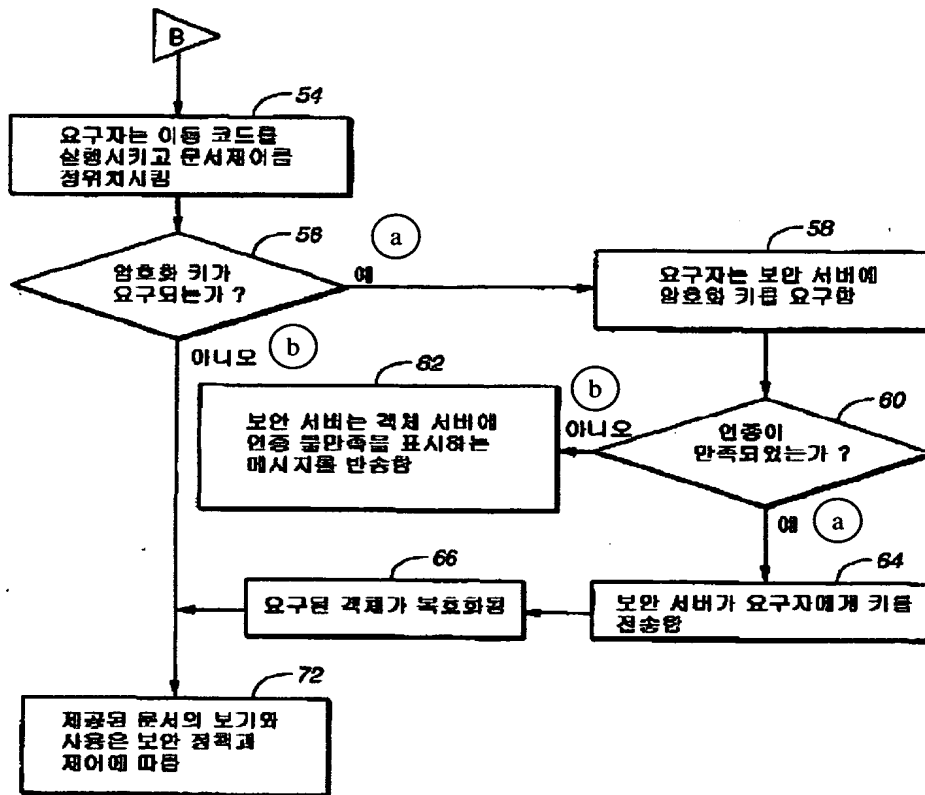 B
54
요구자는 이동 코드를
실행시키고 문서제어를
정위치시킴
56
a
58
암호화 키가
요구되는가 ?
예
요구자는 보안 서버에
암호화 키를 요구함
아니오
b
62
b
60
보안 서버는 객체 서버에
인증 불만족을 표시하는
메시지를 반송함
아니오
인증이
만족되었는가 ?
예
a
66
64
요구된 객체가 복호화됨
보안 서버가 요구자에게 키를
전송함
72
제공된 문서의 보기와
사용은 보안 정책과
제어에 따름